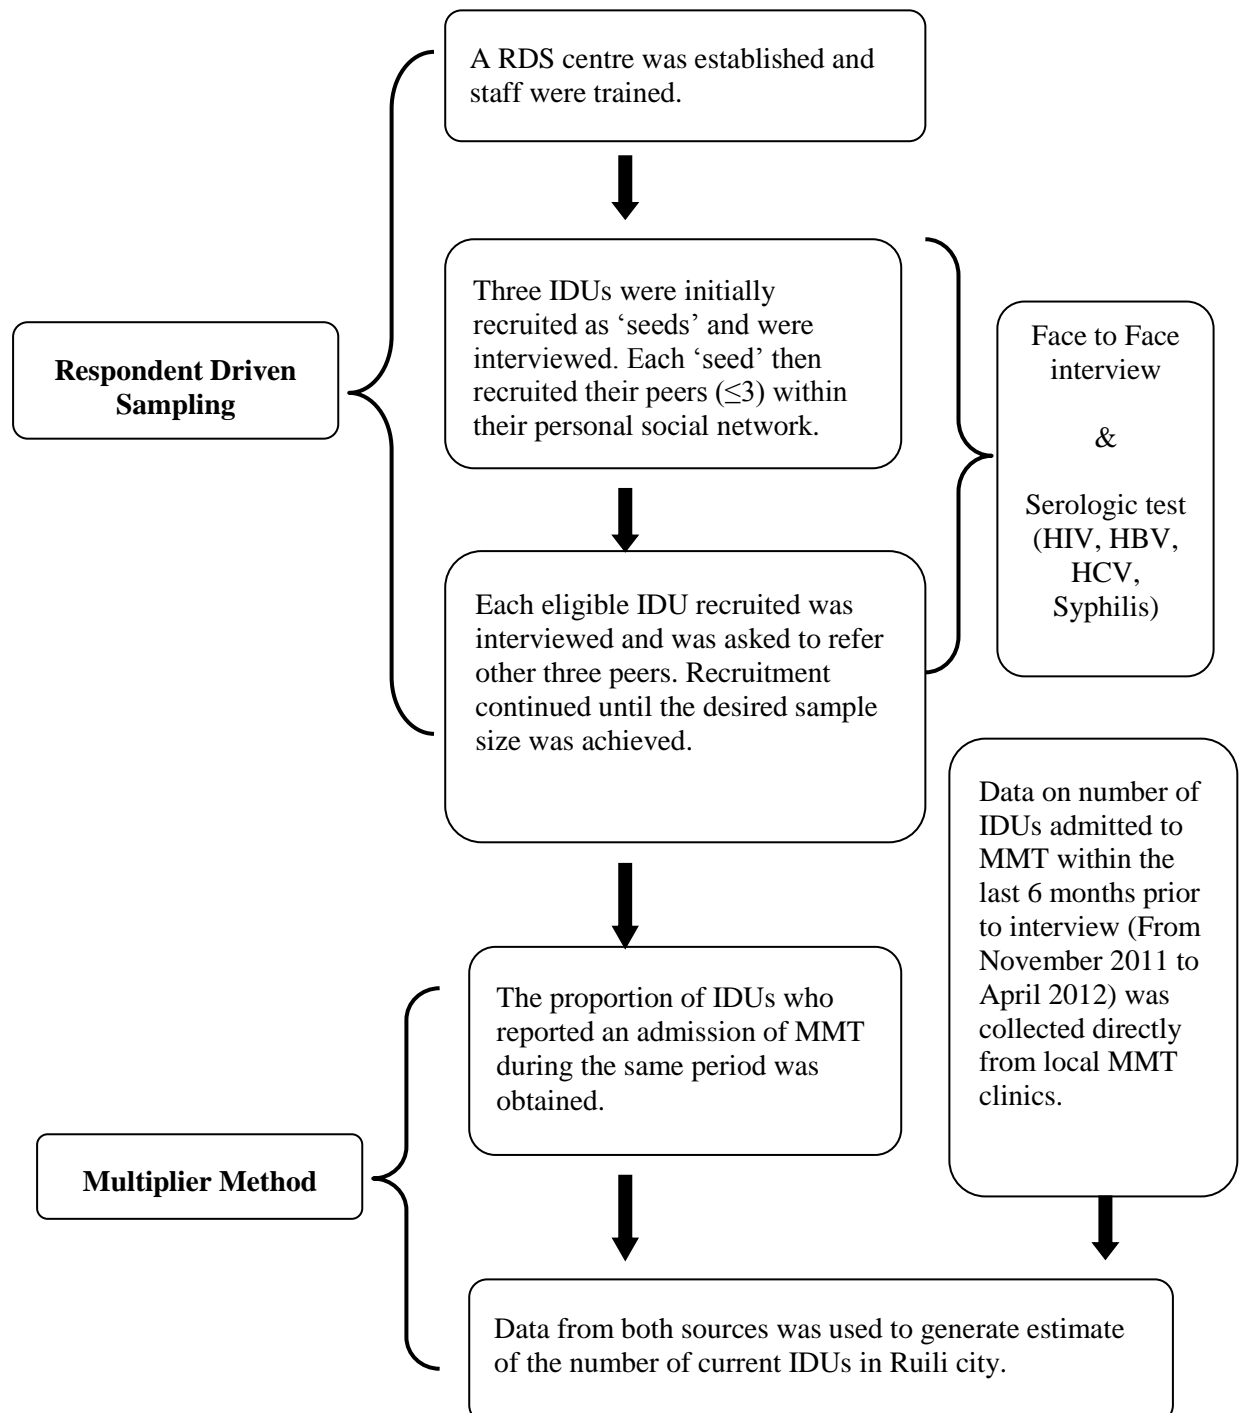 A RDS centre was established and
staff were trained.
Three IDUs were initially
recruited as ‘seeds’ and were
interviewed. Each ‘seed’ then
recruited their peers (≤3) within
their personal social network.
Face to Face
interview
&
Serologic test
(HIV, HBV,
HCV,
Syphilis)
Respondent Driven
Sampling
Each eligible IDU recruited was
interviewed and was asked to refer
other three peers. Recruitment
continued until the desired sample
size was achieved.
Data on number of
IDUs admitted to
MMT within the
last 6 months prior
to interview (From
November 2011 to
April 2012) was
collected directly
from local MMT
clinics.
The proportion of IDUs who
reported an admission of MMT
during the same period was
obtained.
Multiplier Method
Data from both sources was used to generate estimate
of the number of current IDUs in Ruili city.